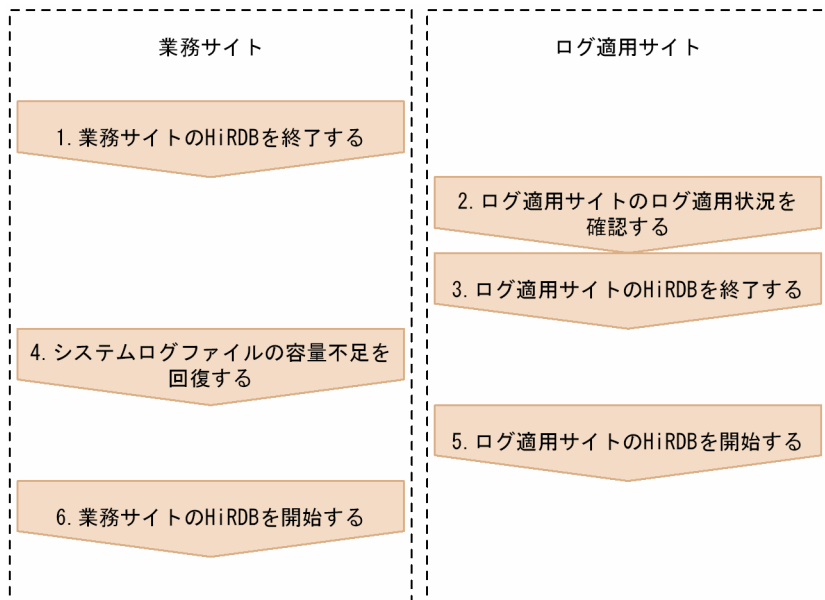 業務サイト
ログ適用サイト
1.業務サイトのHiRDBを終了する
2.ログ適用サイトのログ適用状況を
確認する
3.ログ適用サイトのHiRDBを終了する
4.システムログファイルの容量不足を
回復する
5.ログ適用サイトのHiRDBを開始する
6.業務サイトのHiRDBを開始する